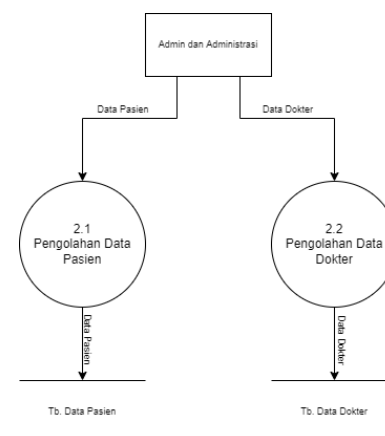 Admin dan Administrasi
Data Pasien
Data Dokter
2.1
Pengolahan Data
Pasien
2.2
Pengolahan Data
Dokter
Data Pasien
Data Dokter
Tb. Data Pasien
Tb. Data Dokter